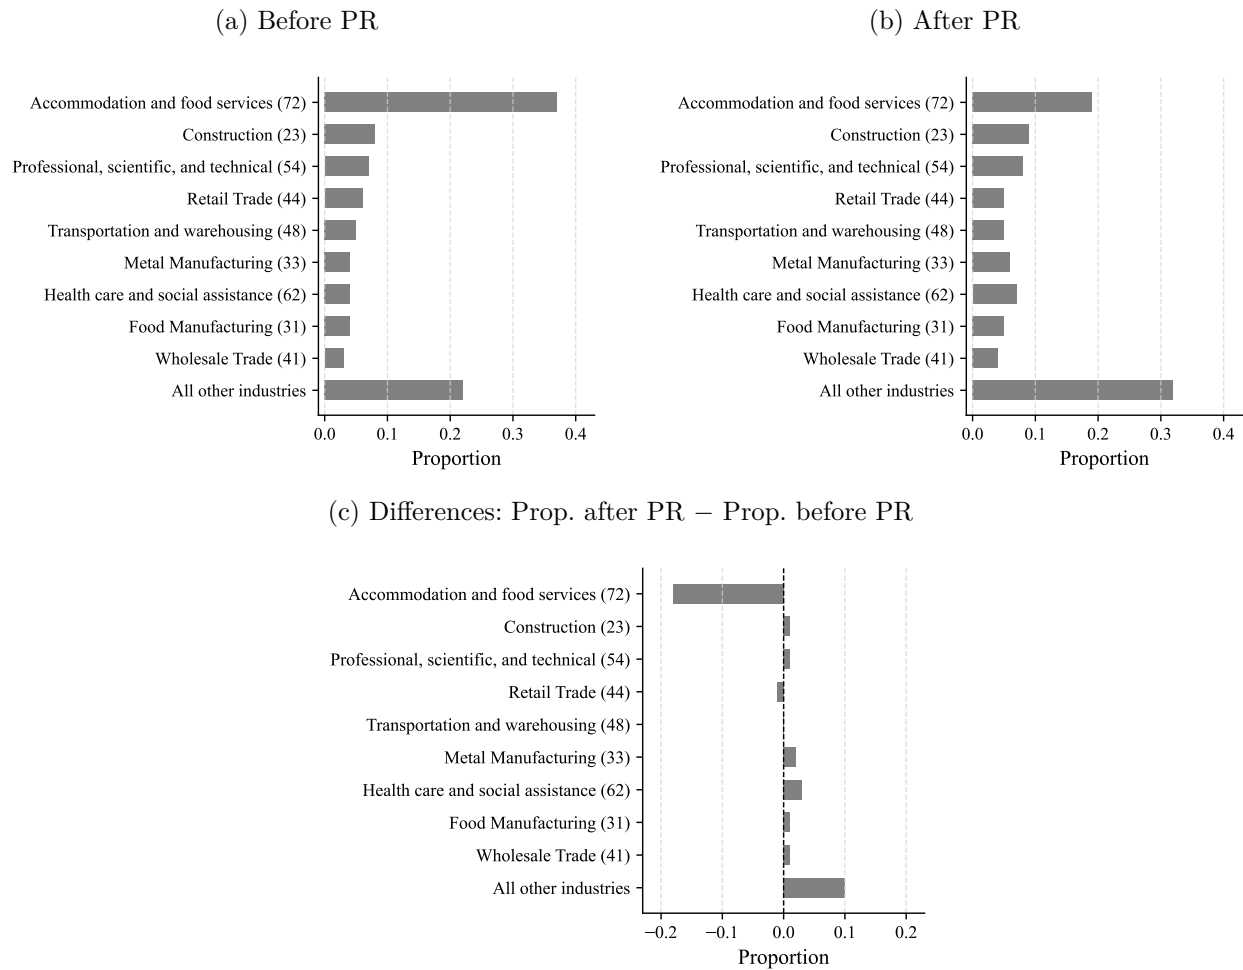 (a) Before PR
Accommodation and food services (72)
Construction (23)
Professional, scientific, and technical (54)
Retail Trade (44)
Transportation and warehousing (48)
Metal Manufacturing (33)
Health care and social assistance (62)
Food Manufacturing (31)
Wholesale Trade (41)
All other industries
0.0 0.1 0.2 0.3 0.4
Proportion
(b) After PR
Accommodation and food services (72)
Construction (23)
Professional, scientific, and technical (54)
Retail Trade (44)
Transportation and warehousing (48)
Metal Manufacturing (33)
Health care and social assistance (62)
Food Manufacturing (31)
Wholesale Trade (41)
All other industries
0.0 0.1 0.2 0.3 0.4
Proportion
(c) Differences: Prop. after PR − Prop. before PR
Accommodation and food services (72)
Construction (23)
Professional, scientific, and technical (54)
Retail Trade (44)
Transportation and warehousing (48)
Metal Manufacturing (33)
Health care and social assistance (62)
Food Manufacturing (31)
Wholesale Trade (41)
All other industries
−0.2 −0.1 0.0 0.1 0.2
Proportion